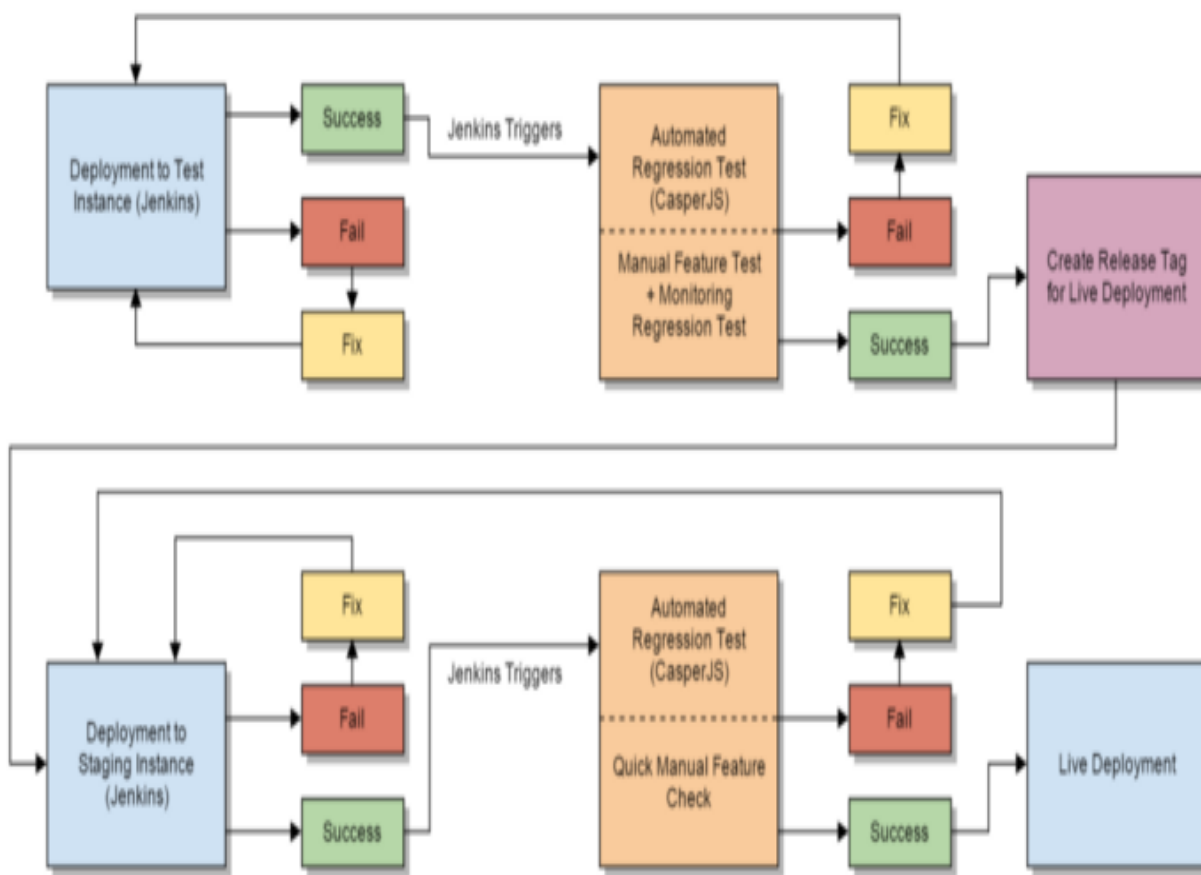 Deployment to Test
Instance (Jenkins)
Success
Fail
Fix
Jenkins Triggers
Automated
Regression Test
(CasperJS)
Manual Feature Test
+ Monitoring
Regression Test
Fix
Fail
Success
Create Release Tag
for Live Deployment
Deployment to
Staging Instance
(Jenkins)
Fix
Fail
Success
Jenkins Triggers
Automated
Regression Test
(CasperJS)
Quick Manual Feature
Check
Fix
Fail
Success
Live Deployment